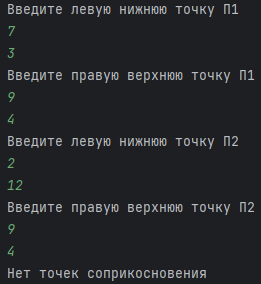 Введите левую нижнюю точку П1
7
3
Введите правую верхнюю точку П1
9
4
Введите левую нижнюю точку П2
2
12
Введите правую верхнюю точку П2
9
4
Нет точек соприкосновения